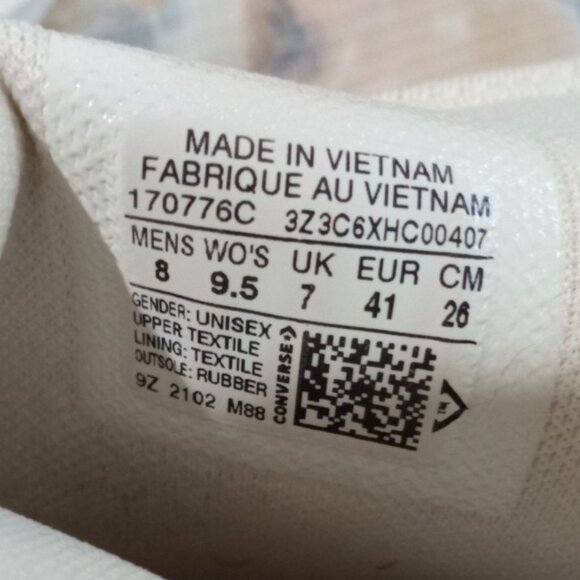 MADE IN VIETNAM
FABRIQUE AU VIETNAM
170776C 3Z3C6XHC00407
MENS WO'S UK EUR CM
8 9.5 7 41 26
GENDER: UNISEX
UPPER TEXTILE
LINING: TEXTILE
OUTSOLE: RUBBER
9Z 2102 M88
CONVERSE
TM